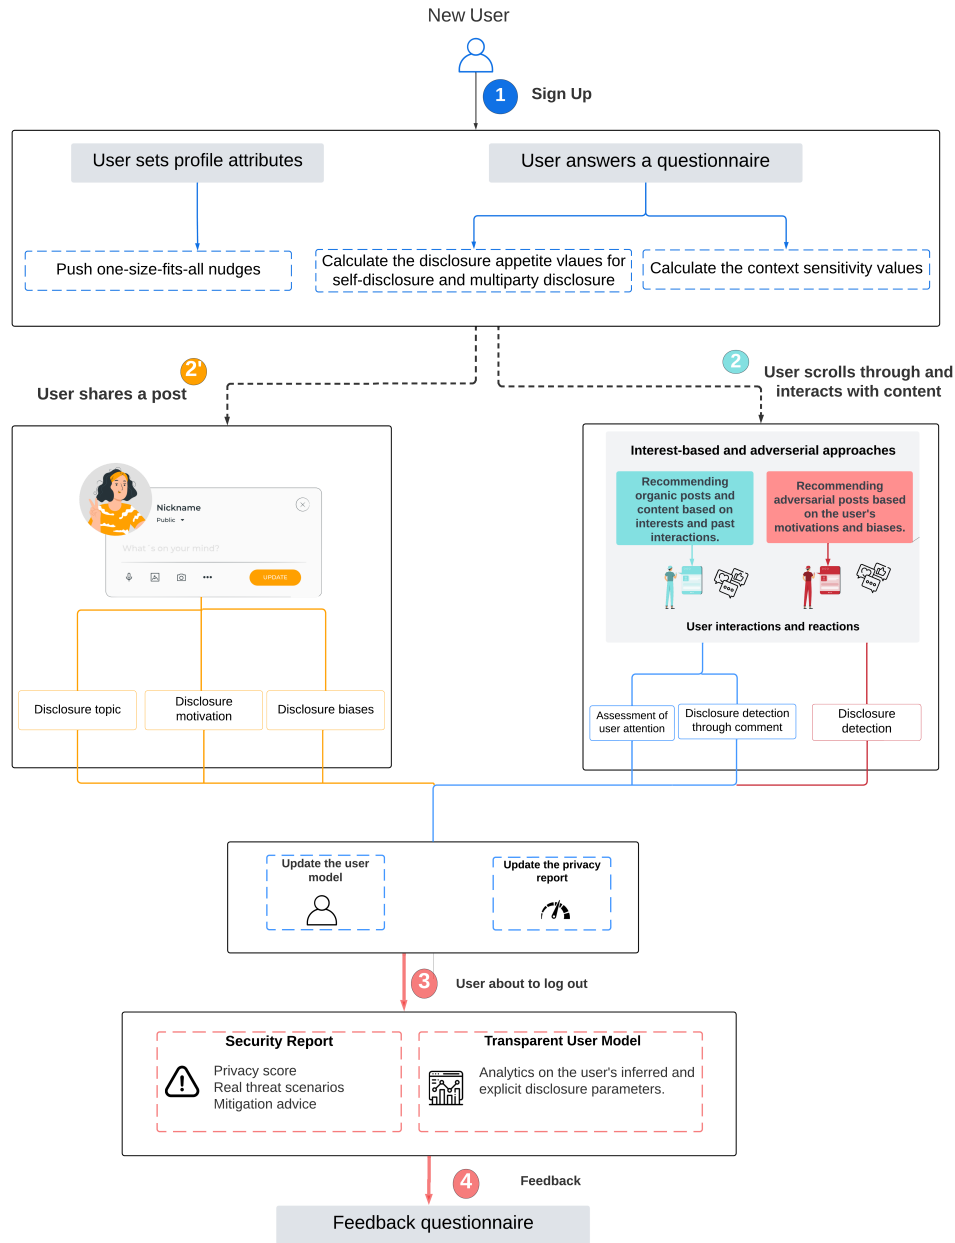 New User
1
Sign Up
User sets profile attributes
User answers a questionnaire
Push one-size-fits-all nudges
Calculate the disclosure appetite vlaues for
self-disclosure and multiparty disclosure
Calculate the context sensitivity values
2'
User shares a post
2
User scrolls through and
interacts with content
Nickname
Public
What´s on your mind?
UPDATE
Disclosure topic
Disclosure
motivation
Disclosure biases
Interest-based and adverserial approaches
Recommending
organic posts and
content based on
interests and past
interactions.
Recommending
adversarial posts based
on the user's
motivations and biases.
User interactions and reactions
Assessment of
user attention
Disclosure detection
through comment
Disclosure
detection
Update the user
model
Update the privacy
report
3
User about to log out
Security Report
Privacy score
Real threat scenarios
Mitigation advice
Transparent User Model
Analytics on the user's inferred and
explicit disclosure parameters.
4
Feedback
Feedback questionnaire